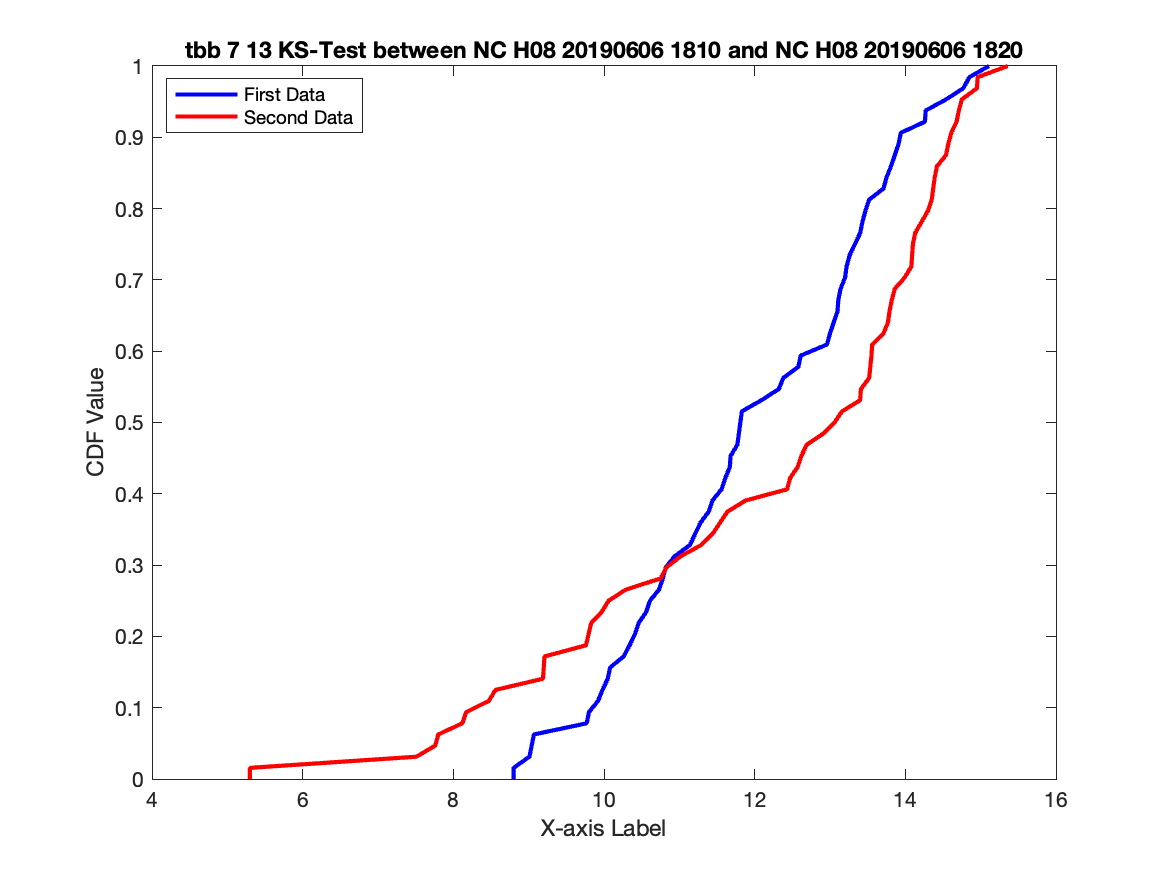 tbb 7 13 KS-Test between NC H08 20190606 1810 and NC H08 20190606 1820
First Data
Second Data
1
0.9
0.8
0.7
0.6
0.5
0.4
0.3
0.2
0.1
0
CDF Value
4 6 8 10 12 14 16
X-axis Label